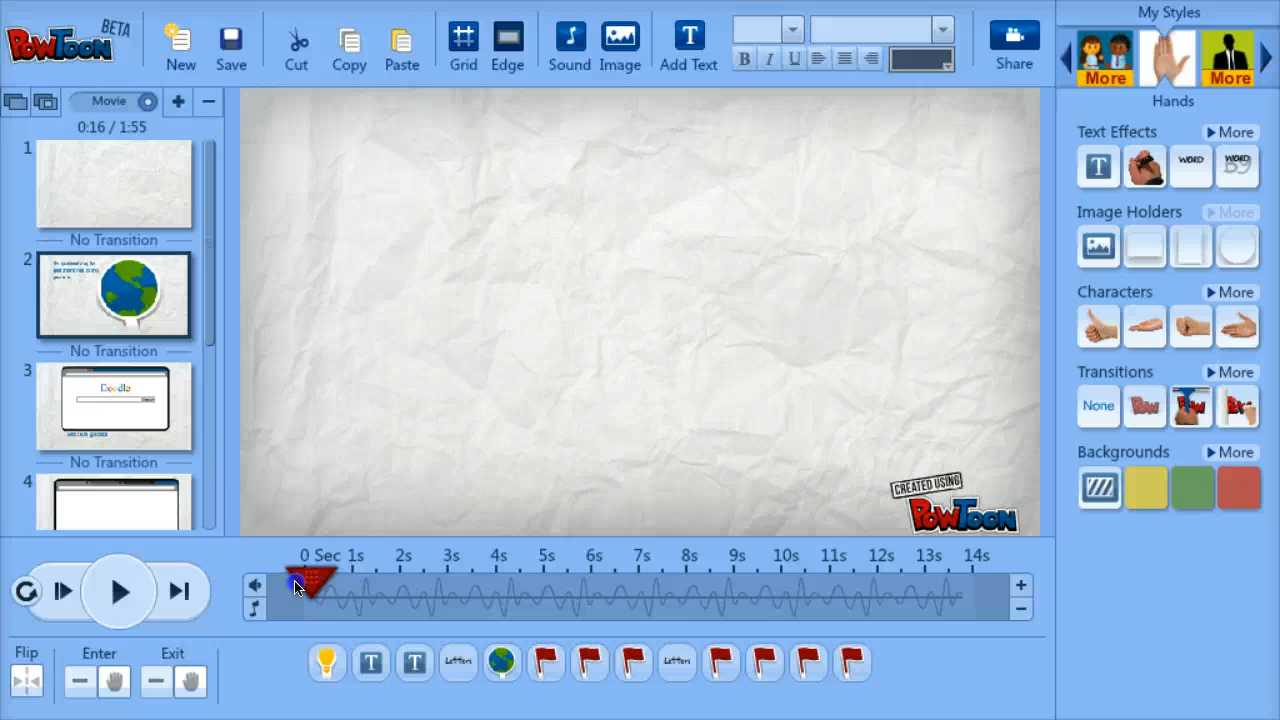 POWTOON BETA
New Save Cut Copy Paste Grid Edge Sound Image Add Text B I U Share
My Styles
More More
Hands
Movie
0:16 / 1:55
1
No Transition
2
No Transition
3
Doodle
No Transition
4
Text Effects More
T WORD WORD
Image Holders More
Characters More
Transitions More
None POW
Backgrounds More
CREATED USING
POWTOON
0 Sec 1s 2s 3s 4s 5s 6s 7s 8s 9s 10s 11s 12s 13s 14s
Flip Enter Exit
T T Letters Letters